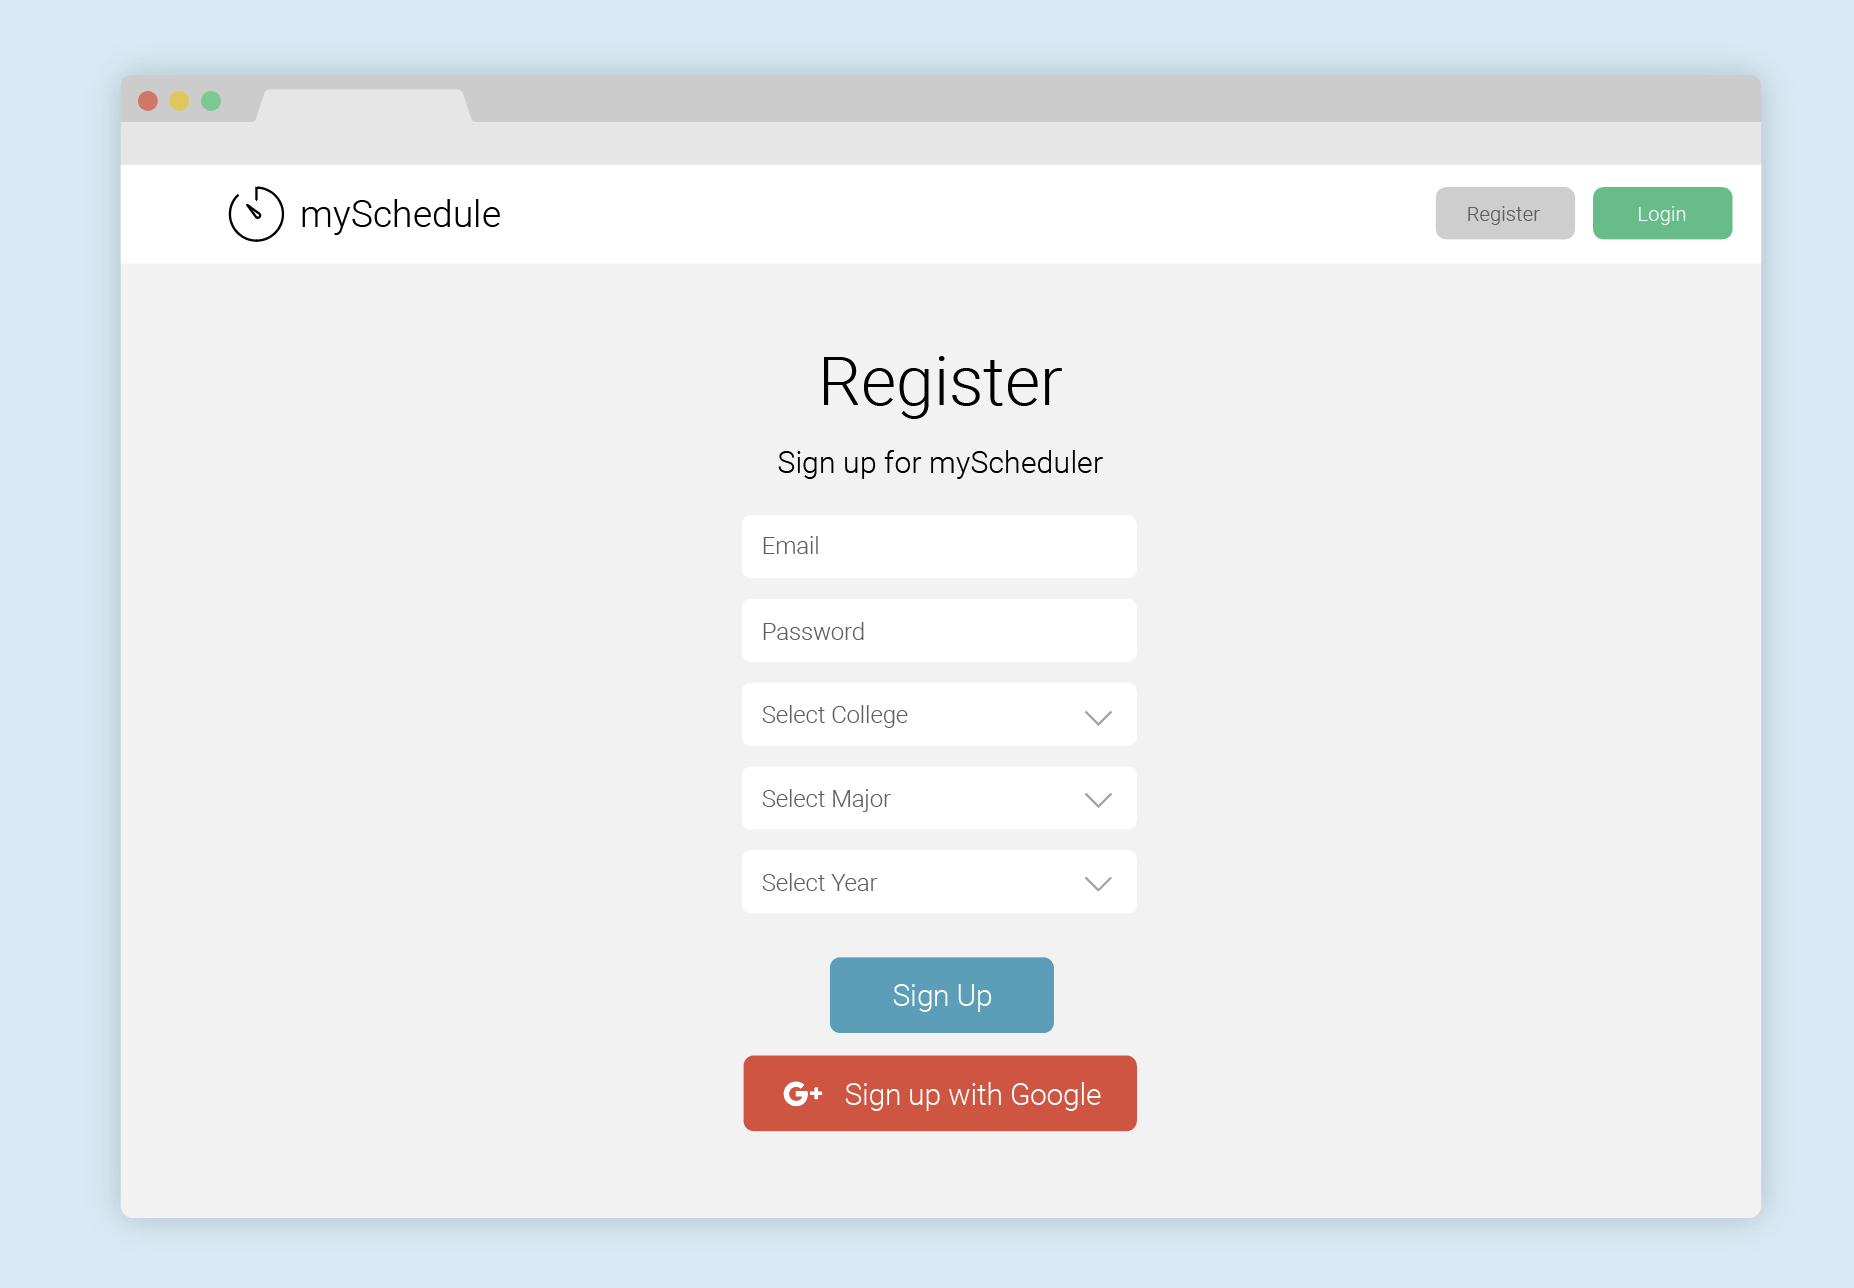 mySchedule
Register
Login
Register
Sign up for myScheduler
Email
Password
Select College
Select Major
Select Year
Sign Up
G+ Sign up with Google